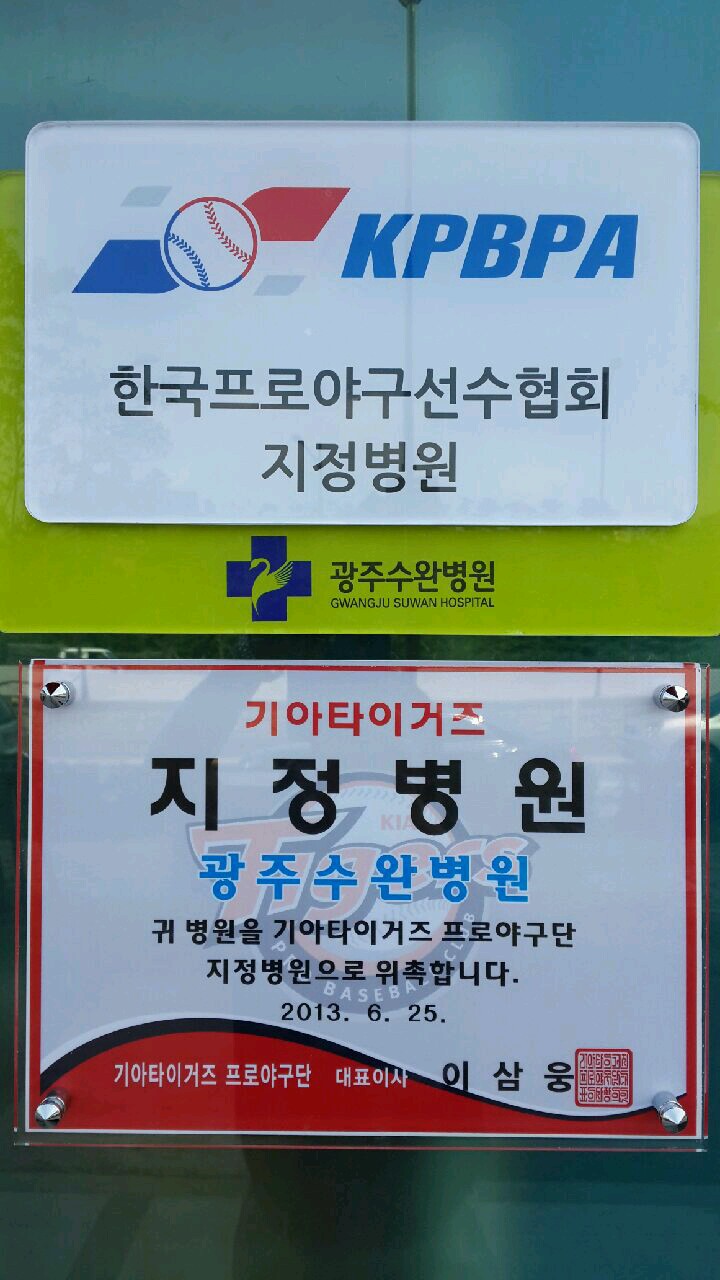 KPBPA
한국프로야구선수협회
지정병원
광주수완병원
GWANGJU SUWAN HOSPITAL
기아타이거즈
지정병원
KIA
Tigers
광주수완병원
귀 병원을 기아타이거즈 프로야구단
지정병원으로 위촉합니다.
BASEBALL CLUB
2013. 6. 25.
기아타이거즈 프로야구단 대표이사 이삼웅